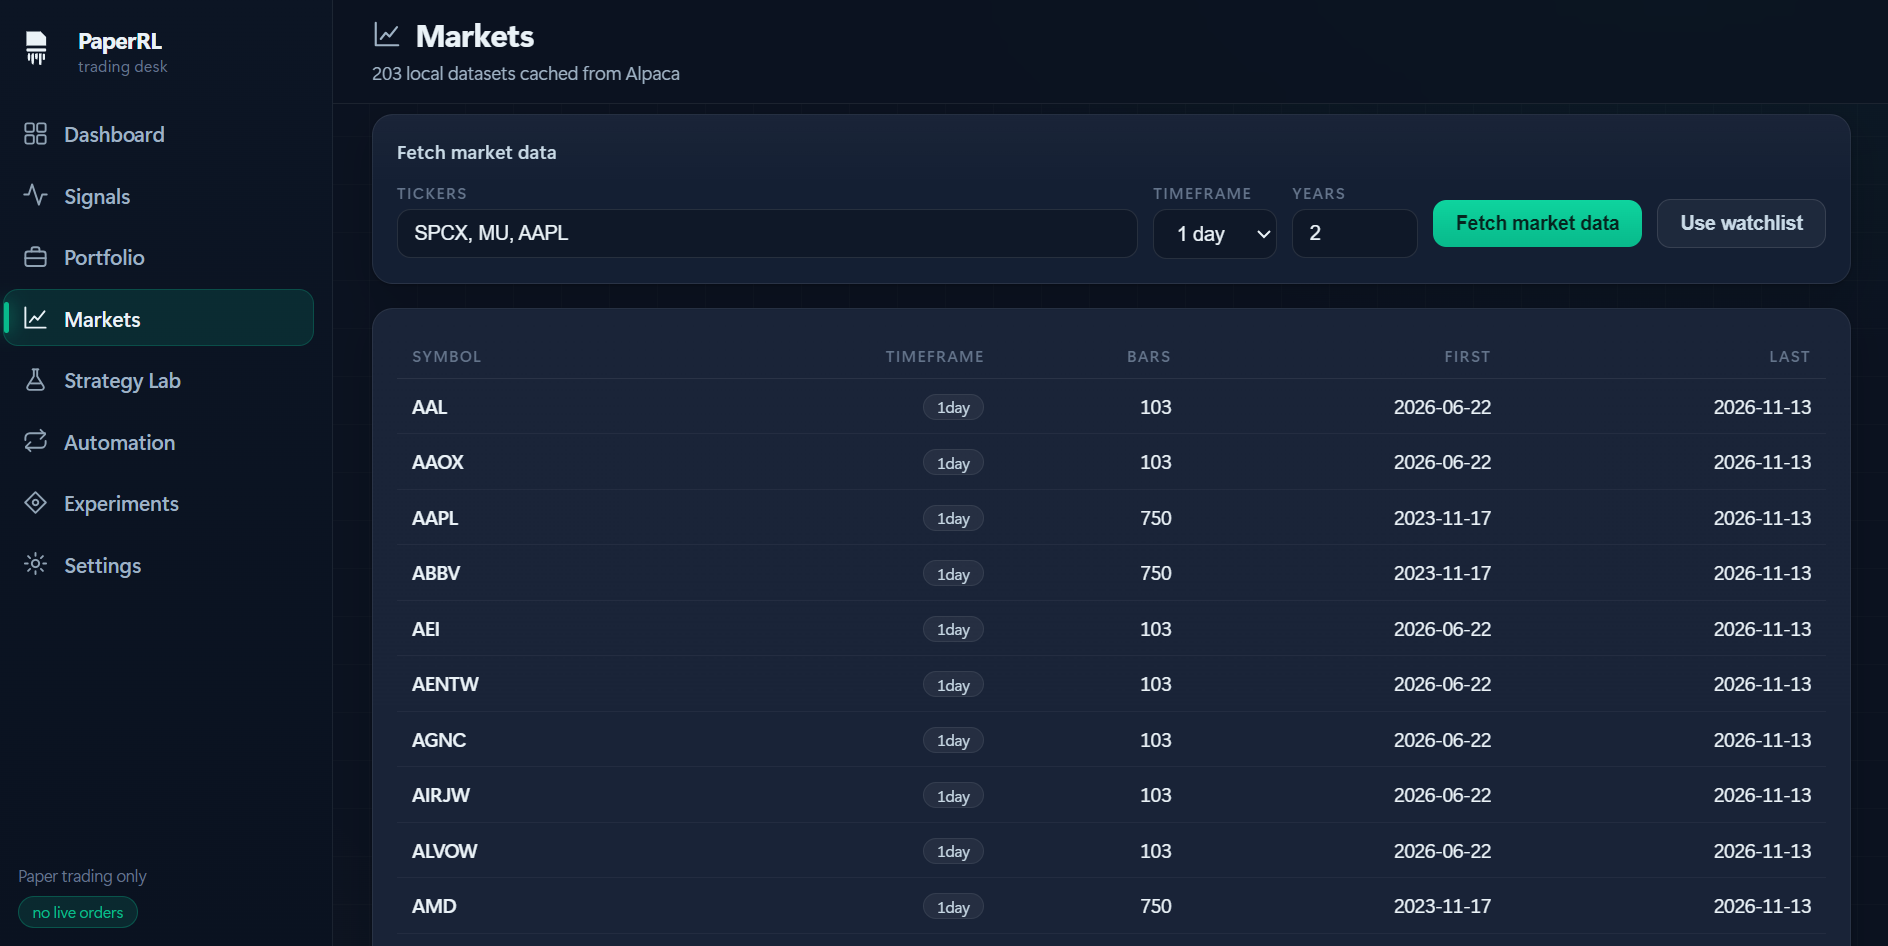 PaperRL
trading desk
Dashboard
Signals
Portfolio
Markets
Strategy Lab
Automation
Experiments
Settings
Paper trading only
no live orders
Markets
203 local datasets cached from Alpaca
Fetch market data
TICKERS TIMEFRAME YEARS
SPCX, MU, AAPL 1 day 2 Fetch market data Use watchlist
SYMBOL TIMEFRAME BARS FIRST LAST
AAL 1day 103 2026-06-22 2026-11-13
AAOX 1day 103 2026-06-22 2026-11-13
AAPL 1day 750 2023-11-17 2026-11-13
ABBV 1day 750 2023-11-17 2026-11-13
AEI 1day 103 2026-06-22 2026-11-13
AENTW 1day 103 2026-06-22 2026-11-13
AGNC 1day 103 2026-06-22 2026-11-13
AIRJW 1day 103 2026-06-22 2026-11-13
ALVOW 1day 103 2026-06-22 2026-11-13
AMD 1day 750 2023-11-17 2026-11-13